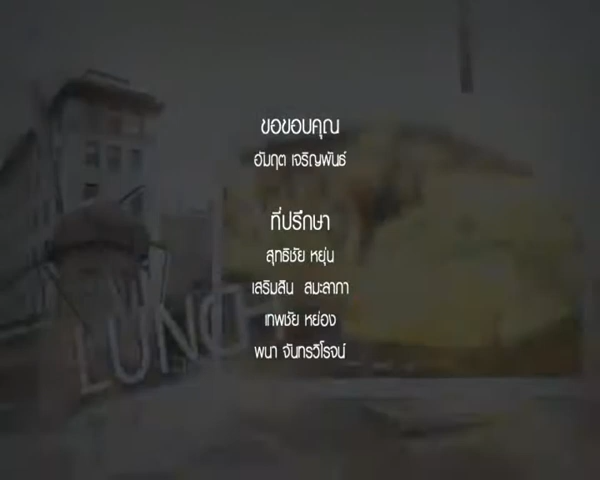 ขอขอบคุณ
อัมฤต เจริญพันธ์
ที่ปรึกษา
สุทธิชัย หยุ่น
เสริมสิน สมะลาภา
เทพชัย หย่อง
พนา จันทรวิโรจน์
LUNCH